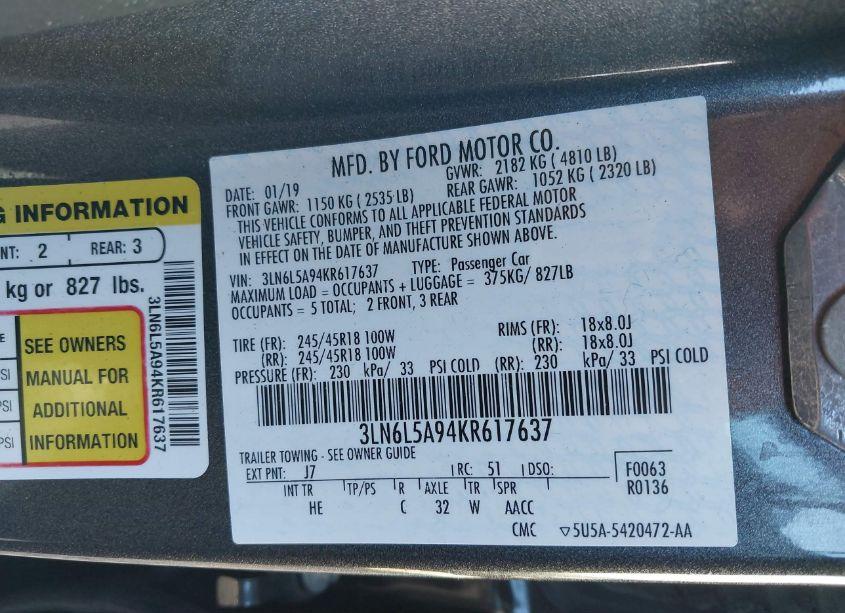 MFD. BY FORD MOTOR CO.
DATE: 01/19 GVWR: 2182 KG ( 4810 LB)
FRONT GAWR: 1150 KG ( 2535 LB) REAR GAWR: 1052 KG ( 2320 LB)
THIS VEHICLE CONFORMS TO ALL APPLICABLE FEDERAL MOTOR
VEHICLE SAFETY, BUMPER, AND THEFT PREVENTION STANDARDS
IN EFFECT ON THE DATE OF MANUFACTURE SHOWN ABOVE.
VIN: 3LN6L5A94KR617637 TYPE: Passenger Car
MAXIMUM LOAD = OCCUPANTS + LUGGAGE = 375KG/ 827LB
OCCUPANTS = 5 TOTAL; 2 FRONT, 3 REAR
TIRE (FR): 245/45R18 100W RIMS (FR): 18x8.0J
(RR): 245/45R18 100W (RR): 18x8.0J
PRESSURE (FR): 230 kPa/ 33 PSI COLD (RR): 230 kPa/ 33 PSI COLD
3LN6L5A94KR617637
TRAILER TOWING - SEE OWNER GUIDE
EXT PNT: J7 RC: 51 DSO: F0063
INT TR TP/PS R AXLE TR SPR R0136
HE C 32 W AACC
CMC ▽5U5A-5420472-AA
G INFORMATION
NT: 2 REAR: 3
kg or 827 lbs.
E
SI
PSI
PSI
SEE OWNERS
MANUAL FOR
ADDITIONAL
INFORMATION
3LN6L5A94KR617637